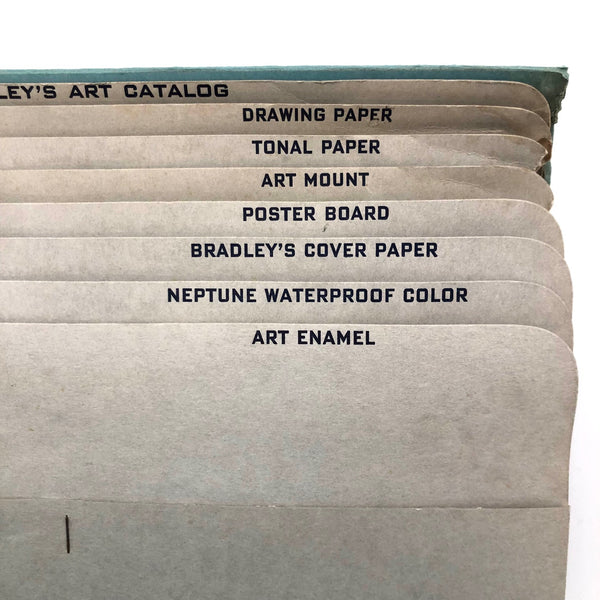 LEY'S ART CATALOG
DRAWING PAPER
TONAL PAPER
ART MOUNT
POSTER BOARD
BRADLEY'S COVER PAPER
NEPTUNE WATERPROOF COLOR
ART ENAMEL